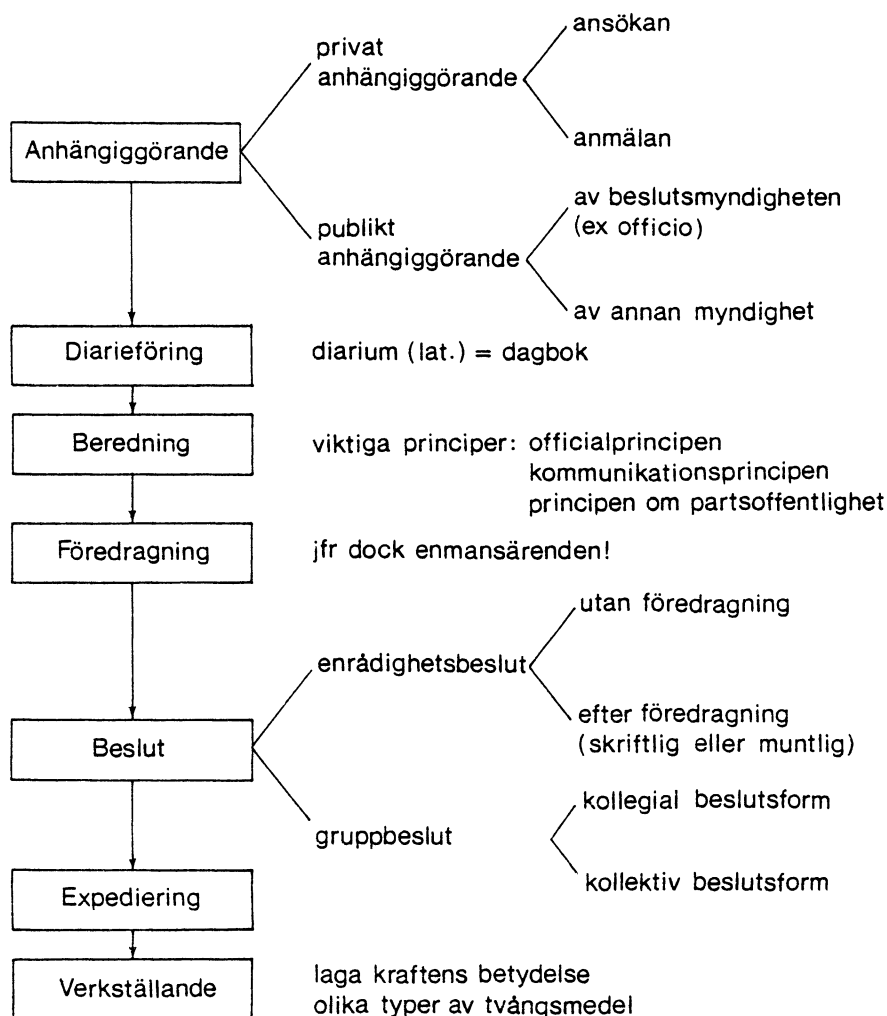 ansökan
privat
anhängiggörande
anmälan
Anhängiggörande
av beslutsmyndigheten
(ex officio)
publikt
anhängiggörande
av annan myndighet
Diarieföring
diarium (lat.) = dagbok
Beredning
viktiga principer: officialprincipen
kommunikationsprincipen
principen om partsoffentlighet
Föredragning
jfr dock enmansärenden!
utan föredragning
enrådighetsbeslut
efter föredragning
(skriftlig eller muntlig)
Beslut
kollegial beslutsform
gruppbeslut
kollektiv beslutsform
Expediering
Verkställande
laga kraftens betydelse
olika typer av tvångsmedel